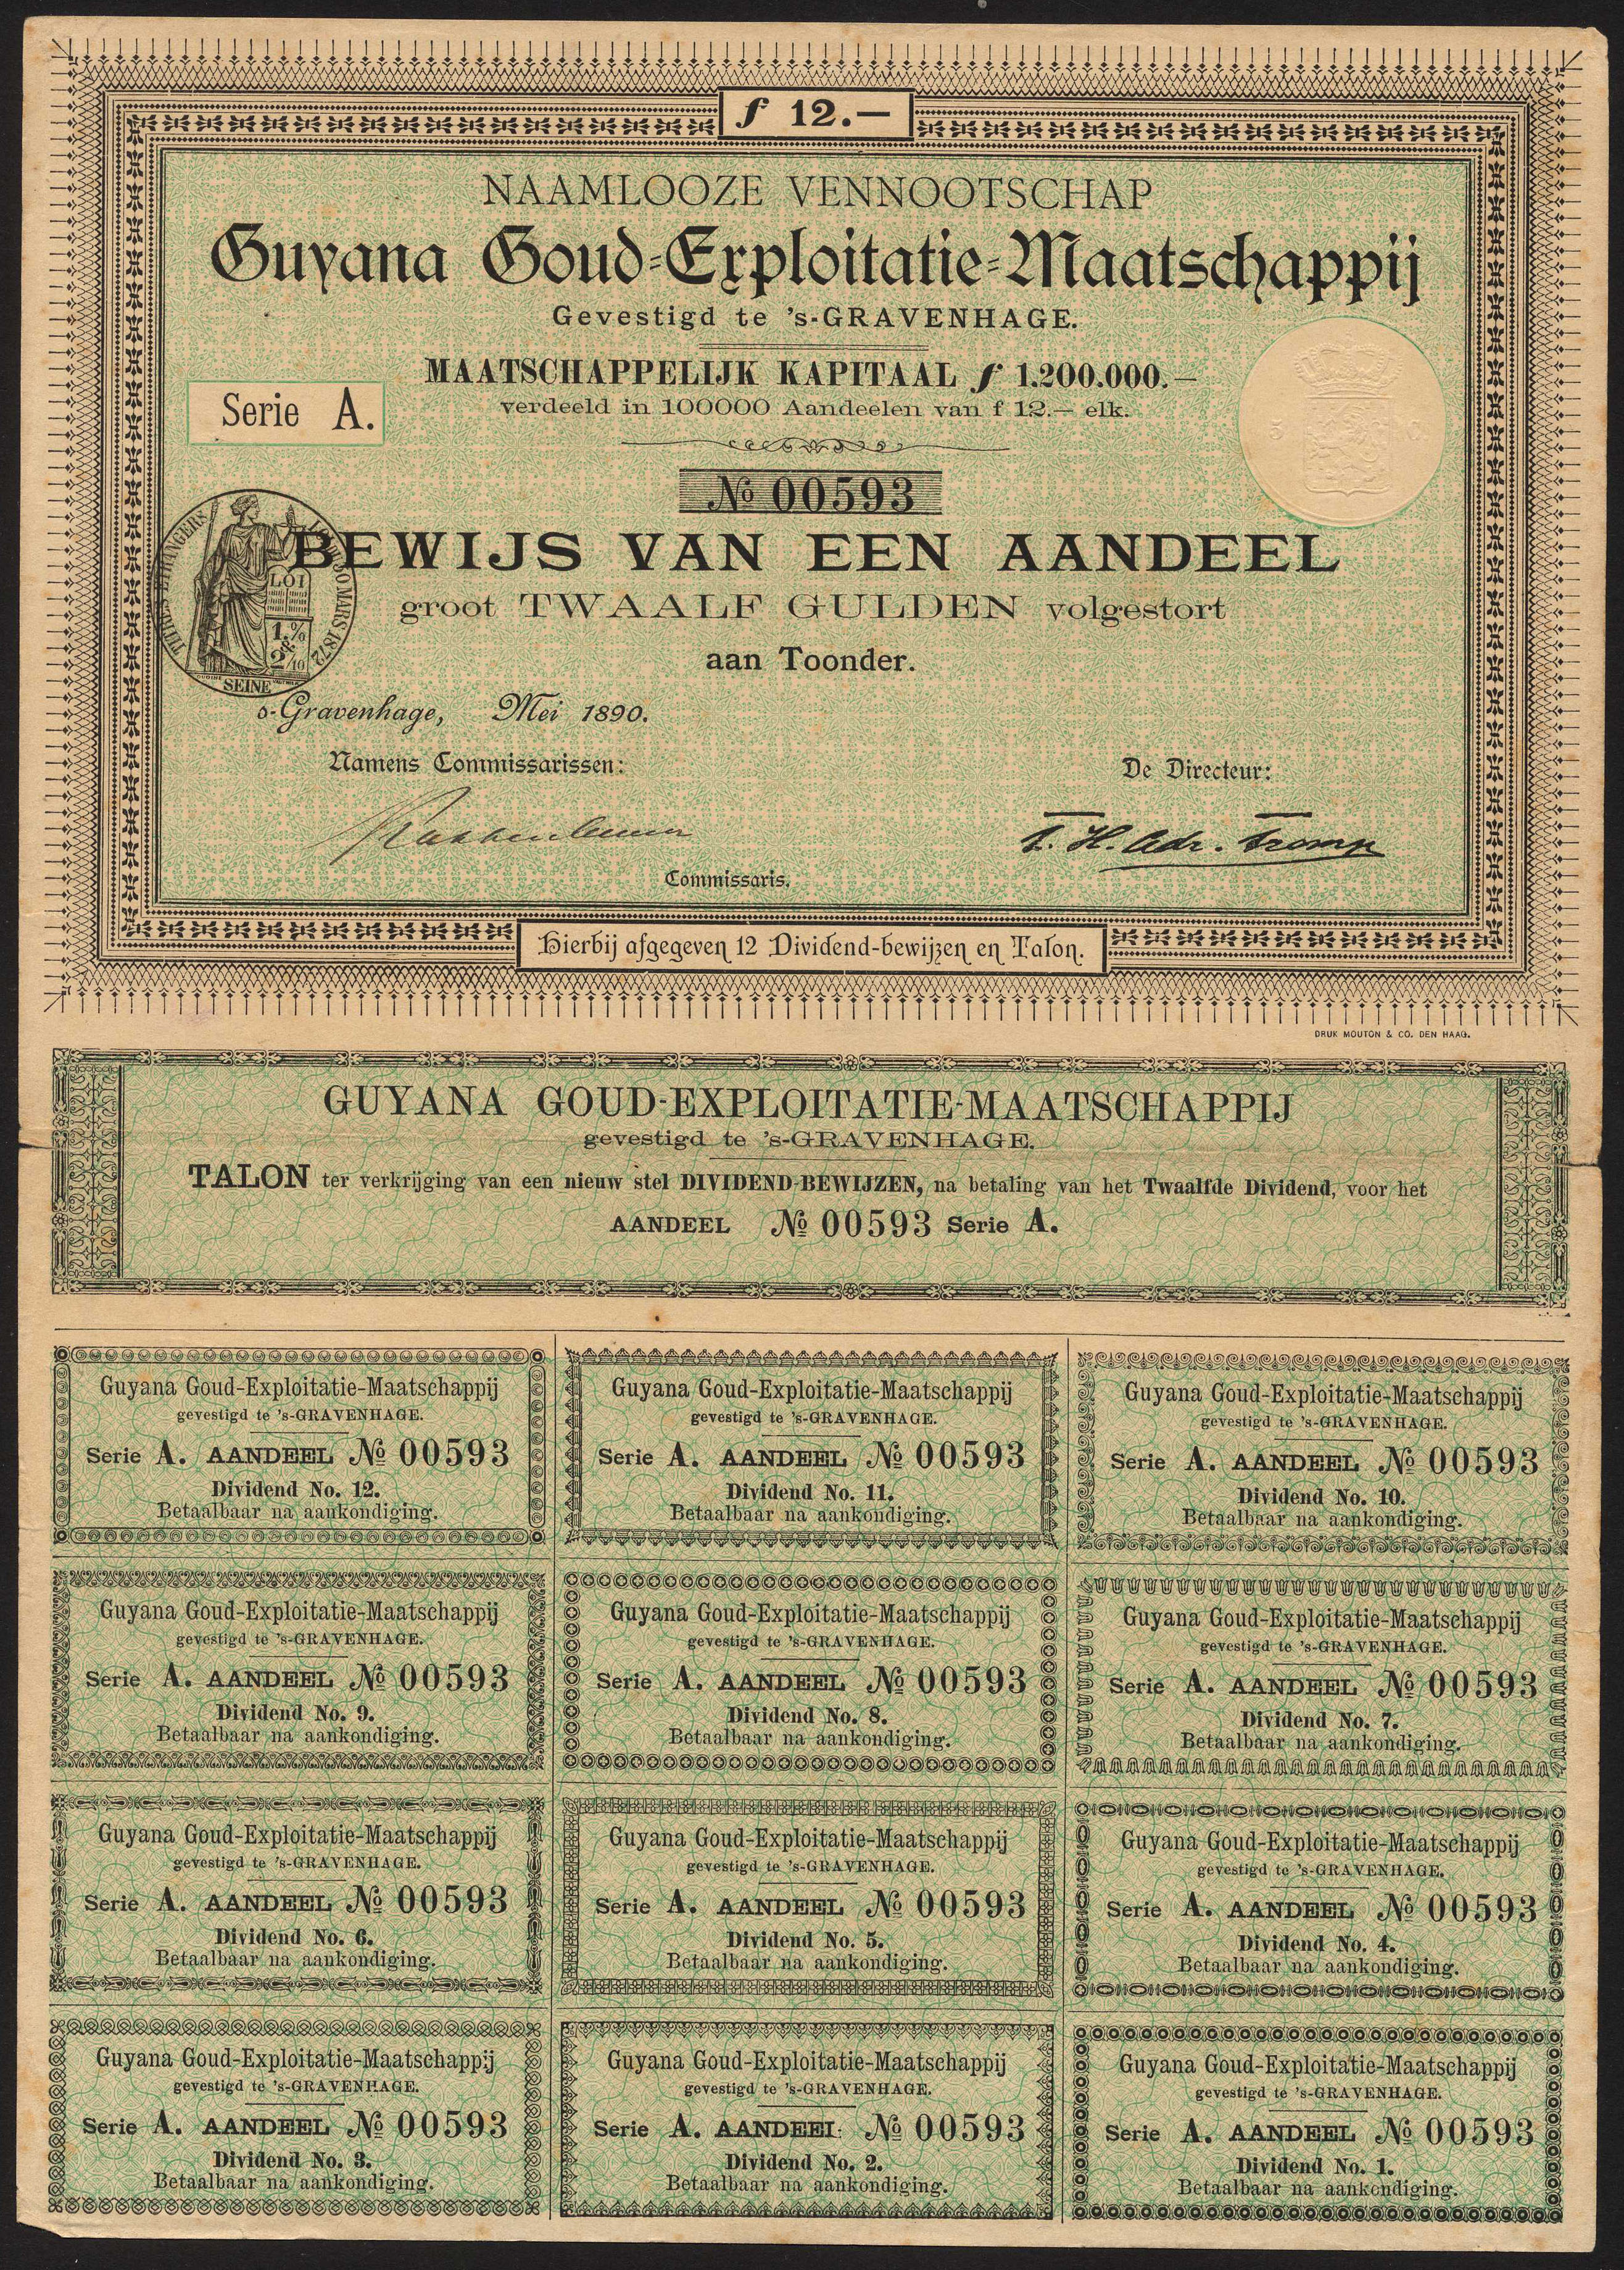 f 12.—
NAAMLOOZE VENNOOTSCHAP
Guyana Goud-Exploitatie-Maatschappij
Gevestigd te 's-GRAVENHAGE.
MAATSCHAPPELIJK KAPITAAL f 1.200.000.—
Serie A.
verdeeld in 100000 Aandeelen van f 12.— elk.
No 00593
BEWIJS VAN EEN AANDEEL
groot TWAALF GULDEN volgestort
aan Toonder.
TITRES ETRANGERS
MARS 1872
LOI
1.%
2/10
SEINE
s-Gravenhage, Mei 1890.
Namens Commissarissen:
De Directeur:
T. H. Adr. Tromp
Commissaris.
Hierbij afgegeven 12 Dividend-bewijzen en Talon.
DRUK MOUTON & CO. DEN HAAG.
GUYANA GOUD-EXPLOITATIE-MAATSCHAPPIJ
gevestigd te 's-GRAVENHAGE.
TALON ter verkrijging van een nieuw stel DIVIDEND-BEWIJZEN, na betaling van het Twaalfde Dividend, voor het
AANDEEL No 00593 Serie A.
Guyana Goud-Exploitatie-Maatschappij
gevestigd te 's-GRAVENHAGE.
Serie A. AANDEEL No 00593
Dividend No. 12.
Betaalbaar na aankondiging.
Guyana Goud-Exploitatie-Maatschappij
gevestigd te 's-GRAVENHAGE.
Serie A. AANDEEL No 00593
Dividend No. 11.
Betaalbaar na aankondiging.
Guyana Goud-Exploitatie-Maatschappij
gevestigd te 's-GRAVENHAGE.
Serie A. AANDEEL No 00593
Dividend No. 10.
Betaalbaar na aankondiging.
Guyana Goud-Exploitatie-Maatschappij
gevestigd te 's-GRAVENHAGE.
Serie A. AANDEEL No 00593
Dividend No. 9.
Betaalbaar na aankondiging.
Guyana Goud-Exploitatie-Maatschappij
gevestigd te 's-GRAVENHAGE.
Serie A. AANDEEL No 00593
Dividend No. 8.
Betaalbaar na aankondiging.
Guyana Goud-Exploitatie-Maatschappij
gevestigd te 's-GRAVENHAGE.
Serie A. AANDEEL No 00593
Dividend No. 7.
Betaalbaar na aankondiging.
Guyana Goud-Exploitatie-Maatschappij
gevestigd te 's-GRAVENHAGE.
Serie A. AANDEEL No 00593
Dividend No. 6.
Betaalbaar na aankondiging.
Guyana Goud-Exploitatie-Maatschappij
gevestigd te 's-GRAVENHAGE.
Serie A. AANDEEL No 00593
Dividend No. 5.
Betaalbaar na aankondiging.
Guyana Goud-Exploitatie-Maatschappij
gevestigd te 's-GRAVENHAGE.
Serie A. AANDEEL No 00593
Dividend No. 4.
Betaalbaar na aankondiging.
Guyana Goud-Exploitatie-Maatschappij
gevestigd te 's-GRAVENHAGE.
Serie A. AANDEEL No 00593
Dividend No. 3.
Betaalbaar na aankondiging.
Guyana Goud-Exploitatie-Maatschappij
gevestigd te 's-GRAVENHAGE.
Serie A. AANDEEL No 00593
Dividend No. 2.
Betaalbaar na aankondiging.
Guyana Goud-Exploitatie-Maatschappij
gevestigd te 's-GRAVENHAGE.
Serie A. AANDEEL No 00593
Dividend No. 1.
Betaalbaar na aankondiging.